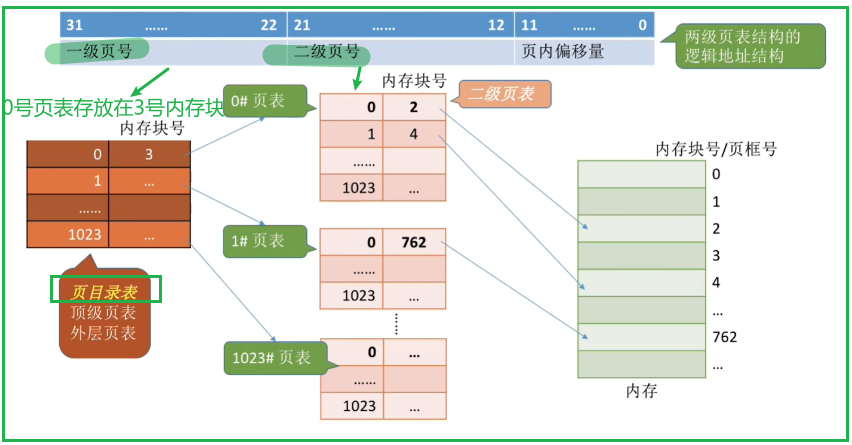 31 …… 22 21 …… 12 11 …… 0
一级页号 二级页号 页内偏移量
两级页表结构的
逻辑地址结构
0号页表存放在3号内存块
内存块号
0 3
1 …
……
1023 …
页目录表
顶级页表
外层页表
0# 页表
内存块号
二级页表
0 2
1 4
……
1023 …
1# 页表
0 762
……
1023 …
……
1023# 页表
0 …
……
1023 …
内存块号/页框号
0
1
2
3
4
…
762
…
内存